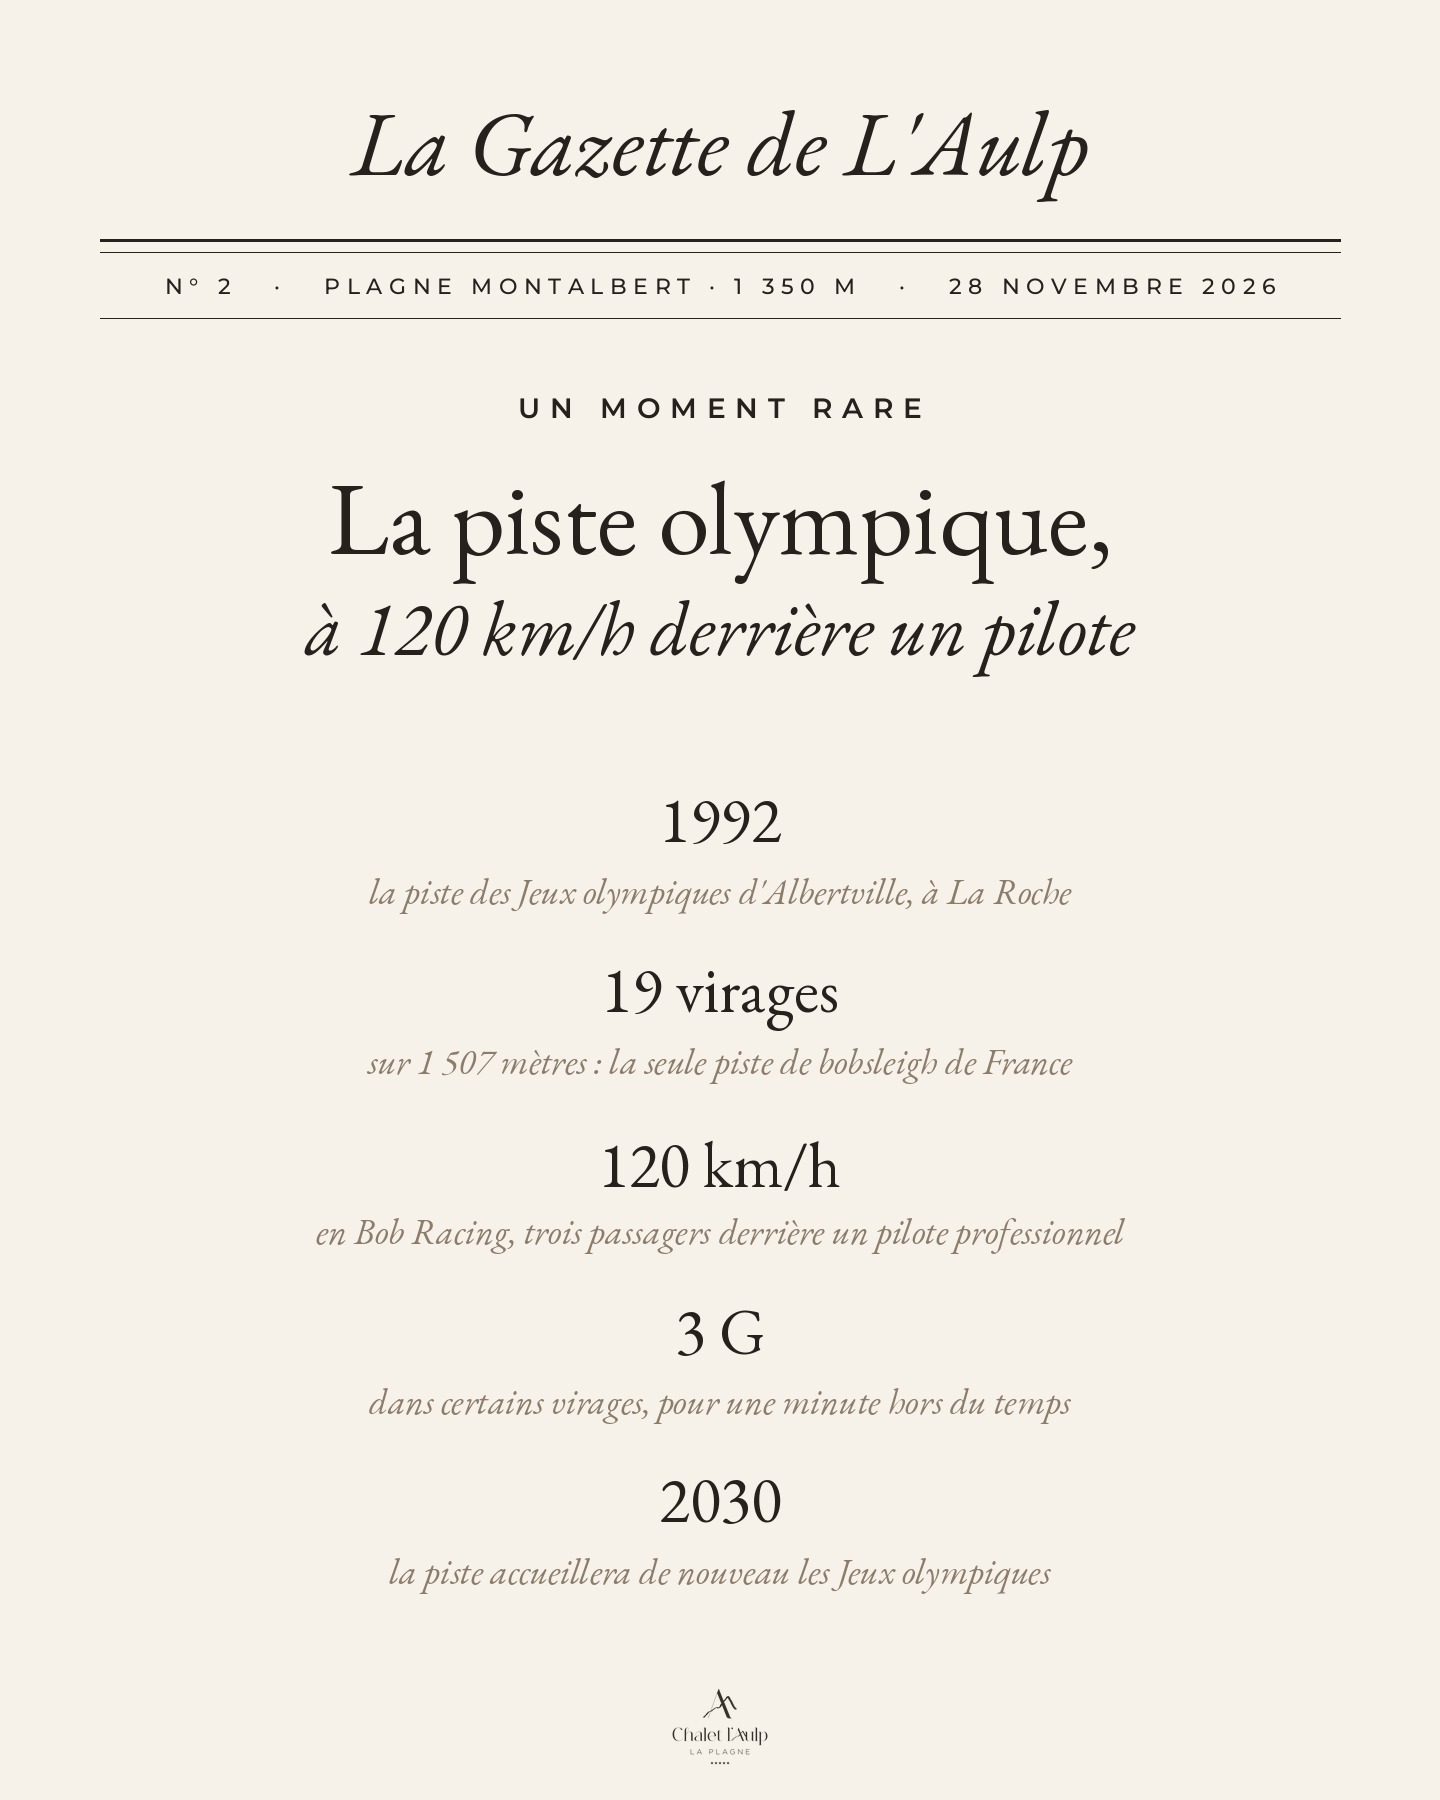 La Gazette de L'Aulp
N° 2 · PLAGNE MONTALBERT · 1 350 M · 28 NOVEMBRE 2026
UN MOMENT RARE
La piste olympique,
à 120 km/h derrière un pilote
1992
la piste des Jeux olympiques d'Albertville, à La Roche
19 virages
sur 1 507 mètres : la seule piste de bobsleigh de France
120 km/h
en Bob Racing, trois passagers derrière un pilote professionnel
3 G
dans certains virages, pour une minute hors du temps
2030
la piste accueillera de nouveau les Jeux olympiques
Chalet l'Aulp
LA PLAGNE